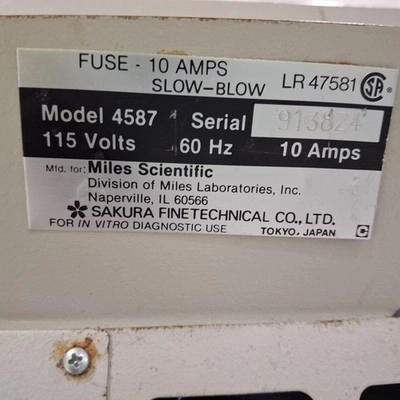 FUSE - 10 AMPS
SLOW-BLOW
LR 47581
Model 4587 Serial 913824
115 Volts 60 Hz 10 Amps
Mfd. for: Miles Scientific
Division of Miles Laboratories, Inc.
Naperville, IL 60566
SAKURA FINETECHNICAL CO., LTD.
FOR IN VITRO DIAGNOSTIC USE TOKYO, JAPAN